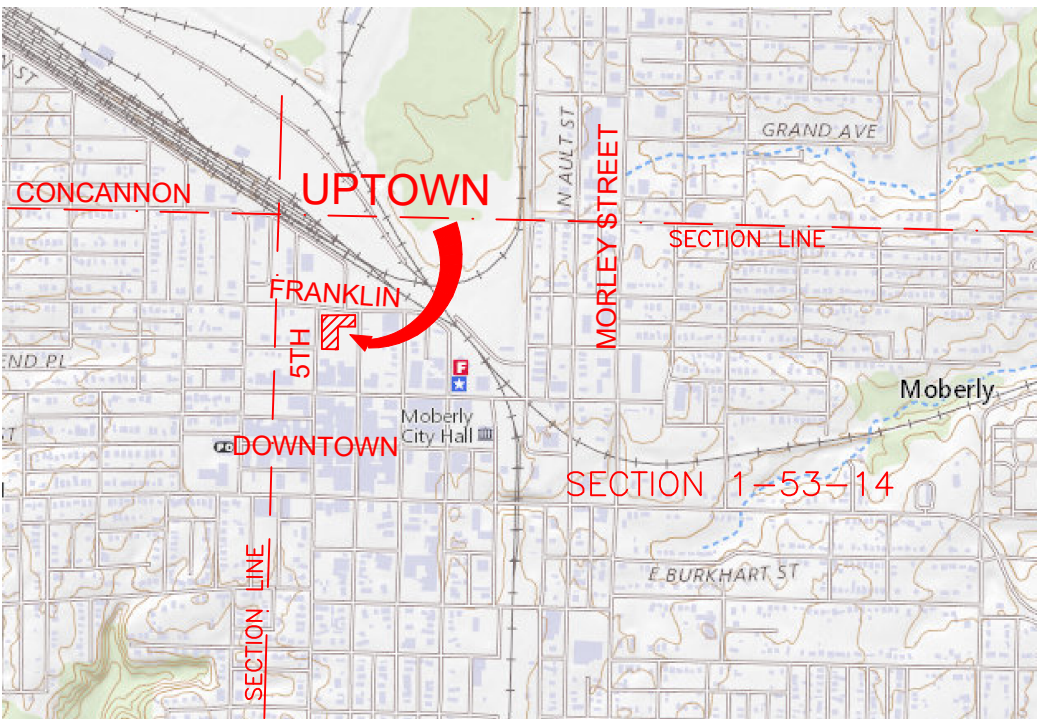 N ST
GRAND AVE
N AULT ST
MORLEY STREET
CONCANNON
UPTOWN
SECTION LINE
FRANKLIN
5TH
END PL
F
Moberly
Moberly
City Hall
DOWNTOWN
SECTION 1-53-14
E BURKHART ST
SECTION LINE